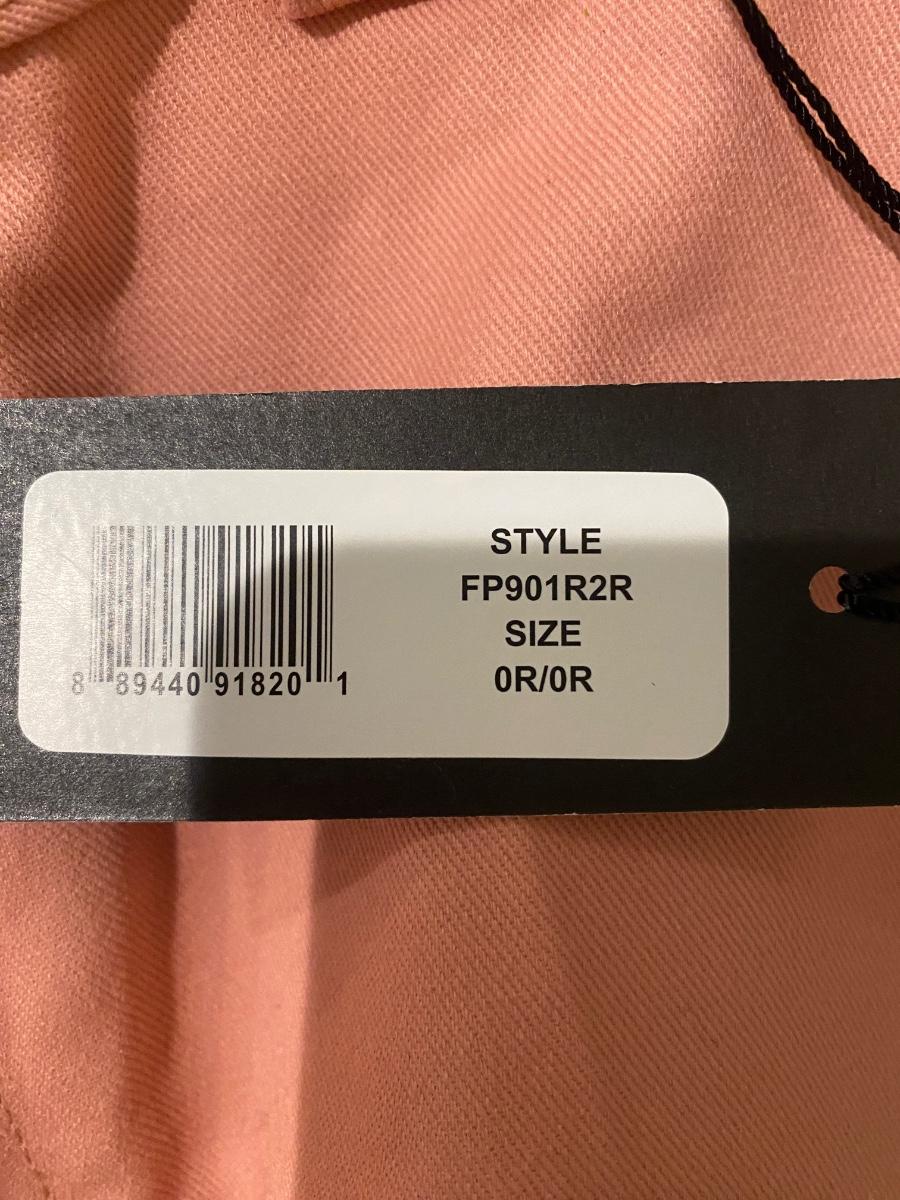 8 89440 91820 1
STYLE
FP901R2R
SIZE
0R/0R